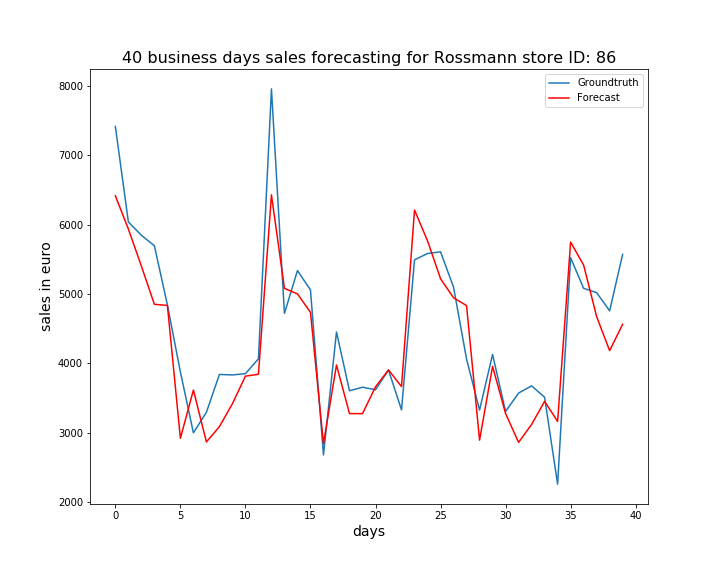 40 business days sales forecasting for Rossmann store ID: 86
Groundtruth
Forecast
8000
7000
6000
5000
4000
3000
2000
sales in euro
0 5 10 15 20 25 30 35 40
days